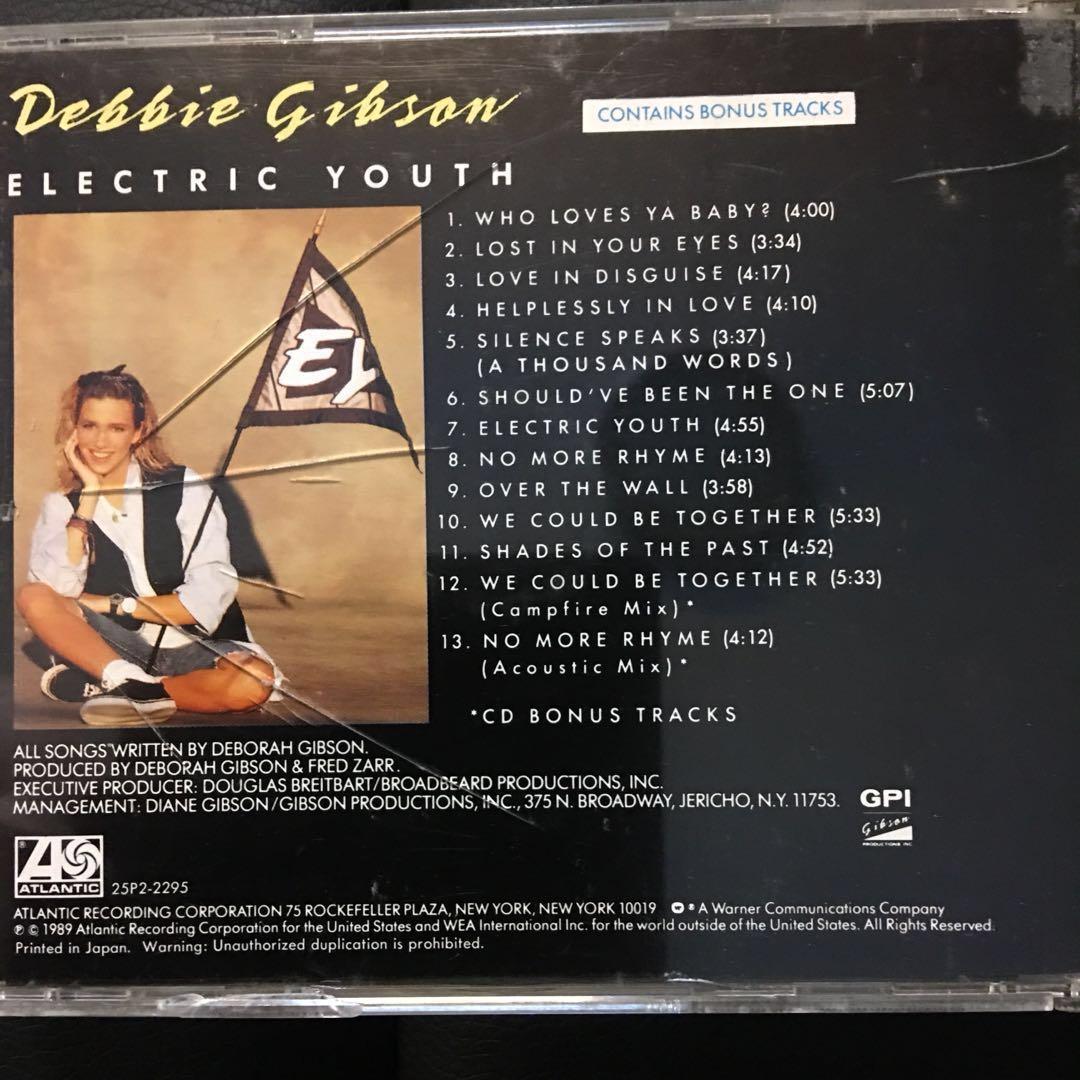 Debbie Gibson
CONTAINS BONUS TRACKS
ELECTRIC YOUTH
EY
1. WHO LOVES YA BABY? (4:00)
2. LOST IN YOUR EYES (3:34)
3. LOVE IN DISGUISE (4:17)
4. HELPLESSLY IN LOVE (4:10)
5. SILENCE SPEAKS (3:37)
(A THOUSAND WORDS)
6. SHOULD'VE BEEN THE ONE (5:07)
7. ELECTRIC YOUTH (4:55)
8. NO MORE RHYME (4:13)
9. OVER THE WALL (3:58)
10. WE COULD BE TOGETHER (5:33)
11. SHADES OF THE PAST (4:52)
12. WE COULD BE TOGETHER (5:33)
(Campfire Mix)*
13. NO MORE RHYME (4:12)
(Acoustic Mix)*
*CD BONUS TRACKS
ALL SONGS WRITTEN BY DEBORAH GIBSON.
PRODUCED BY DEBORAH GIBSON & FRED ZARR.
EXECUTIVE PRODUCER: DOUGLAS BREITBART/BROADBEARD PRODUCTIONS, INC.
MANAGEMENT: DIANE GIBSON/GIBSON PRODUCTIONS, INC., 375 N. BROADWAY, JERICHO, N.Y. 11753.
GPI
Gibson
PRODUCTIONS INC
ATLANTIC 25P2-2295
ATLANTIC RECORDING CORPORATION 75 ROCKEFELLER PLAZA, NEW YORK, NEW YORK 10019 ® A Warner Communications Company
℗ © 1989 Atlantic Recording Corporation for the United States and WEA International Inc. for the world outside of the United States. All Rights Reserved.
Printed in Japan. Warning: Unauthorized duplication is prohibited.